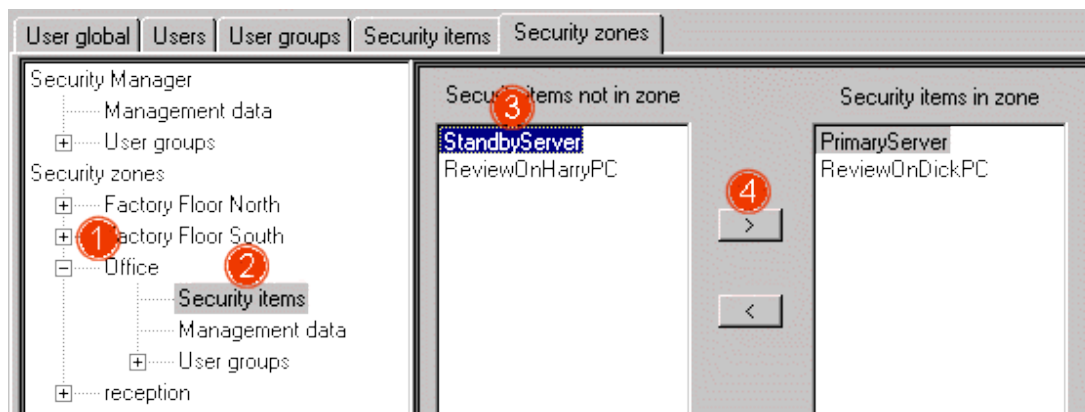 User global Users User groups Security items Security zones
Security Manager
Management data
User groups
Security zones
Factory Floor North
1
Factory Floor South
Office
2
Security items
Management data
User groups
reception
Security items not in zone
3
StandbyServer
ReviewOnHarryPC
4
>
<
Security items in zone
PrimaryServer
ReviewOnDickPC